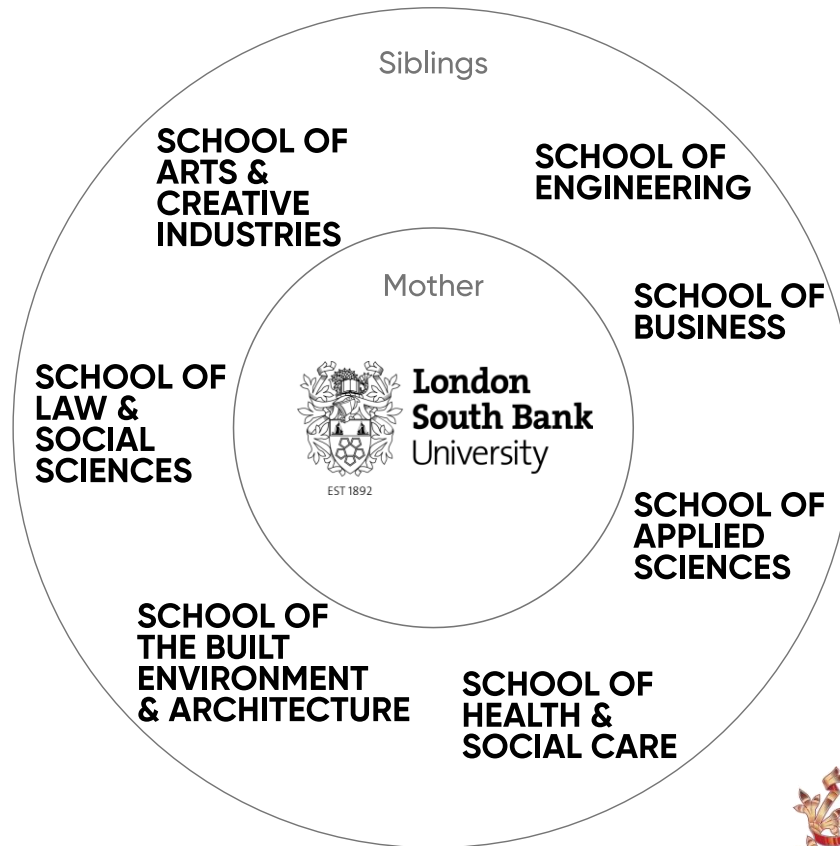 Siblings
SCHOOL OF
ARTS &
CREATIVE
INDUSTRIES
SCHOOL OF
ENGINEERING
Mother
SCHOOL OF
BUSINESS
SCHOOL OF
LAW &
SOCIAL
SCIENCES
London
South Bank
University
EST 1892
SCHOOL OF
APPLIED
SCIENCES
SCHOOL OF
THE BUILT
ENVIRONMENT
& ARCHITECTURE
SCHOOL OF
HEALTH &
SOCIAL CARE